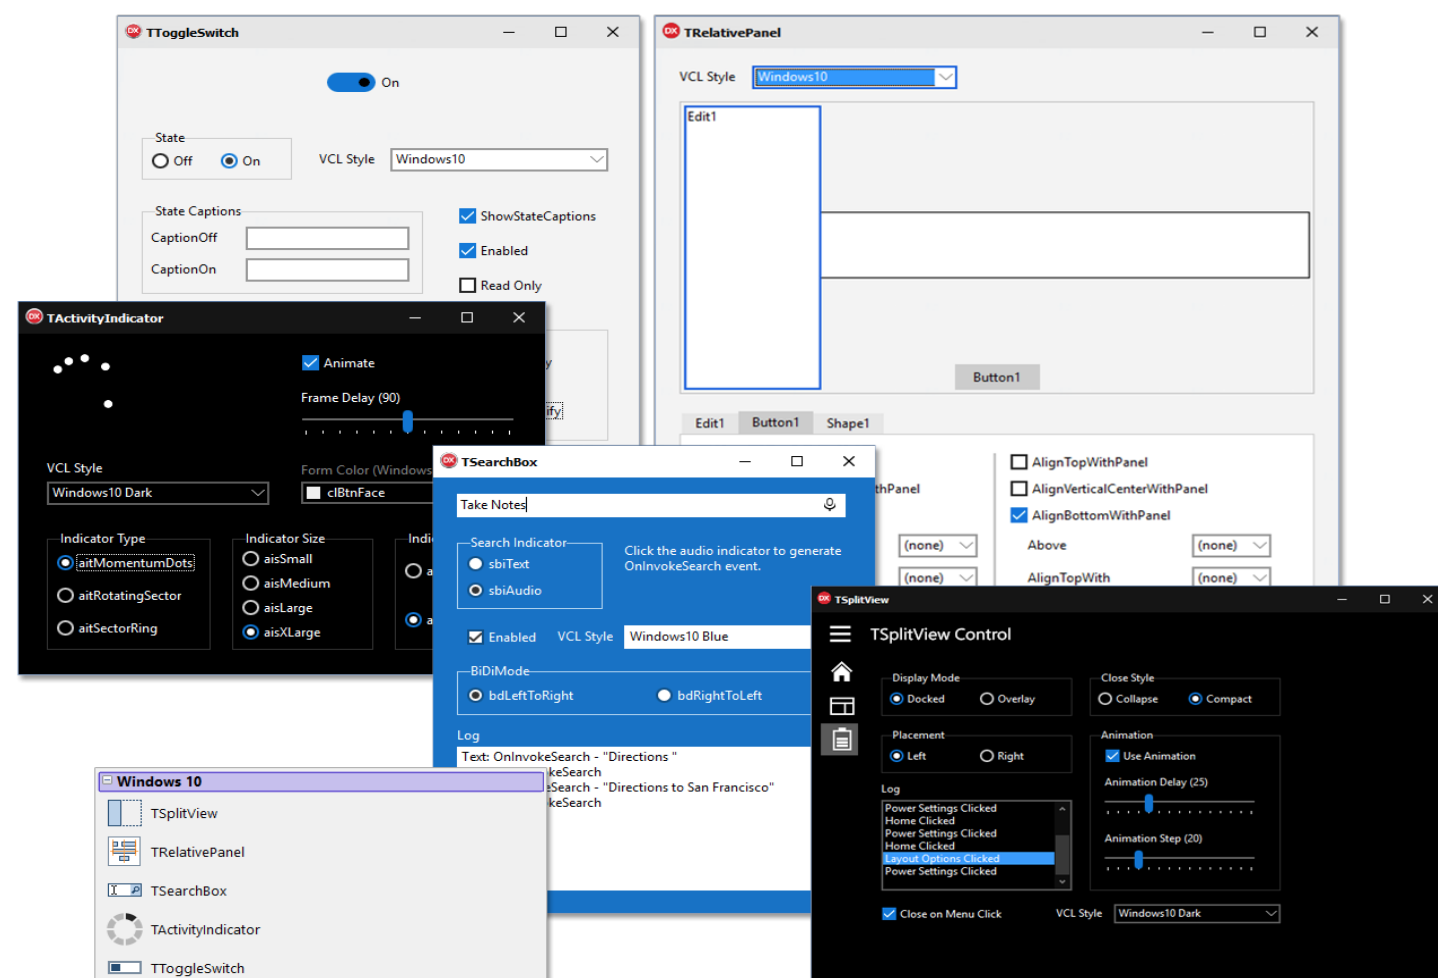 TToggleSwitch
On
State
Off
On
VCL Style
Windows10
State Captions
CaptionOff
CaptionOn
ShowStateCaptions
Enabled
Read Only
TRelativePanel
VCL Style
Windows10
Edit1
Button1
Edit1
Button1
Shape1
AlignTopWithPanel
AlignVerticalCenterWithPanel
AlignBottomWithPanel
(none)
Above
(none)
(none)
AlignTopWith
(none)
TActivityIndicator
Animate
Frame Delay (90)
VCL Style
Windows10 Dark
Form Color (Windows
clBtnFace
Indicator Type
aitMomentumDots
aitRotatingSector
aitSectorRing
Indicator Size
aisSmall
aisMedium
aisLarge
aisXLarge
TSearchBox
Take Notes
Search Indicator
sbiText
sbiAudio
Click the audio indicator to generate
OnInvokeSearch event.
Enabled
VCL Style
Windows10 Blue
BiDiMode
bdLeftToRight
bdRightToLeft
Log
Text: OnInvokeSearch - "Directions "
keSearch
Search - "Directions to San Francisco"
keSearch
TSplitView
TSplitView Control
Display Mode
Docked
Overlay
Close Style
Collapse
Compact
Placement
Left
Right
Animation
Use Animation
Animation Delay (25)
Animation Step (20)
Log
Power Settings Clicked
Home Clicked
Power Settings Clicked
Home Clicked
Layout Options Clicked
Power Settings Clicked
Close on Menu Click
VCL Style
Windows10 Dark
Windows 10
TSplitView
TRelativePanel
TSearchBox
TActivityIndicator
TToggleSwitch